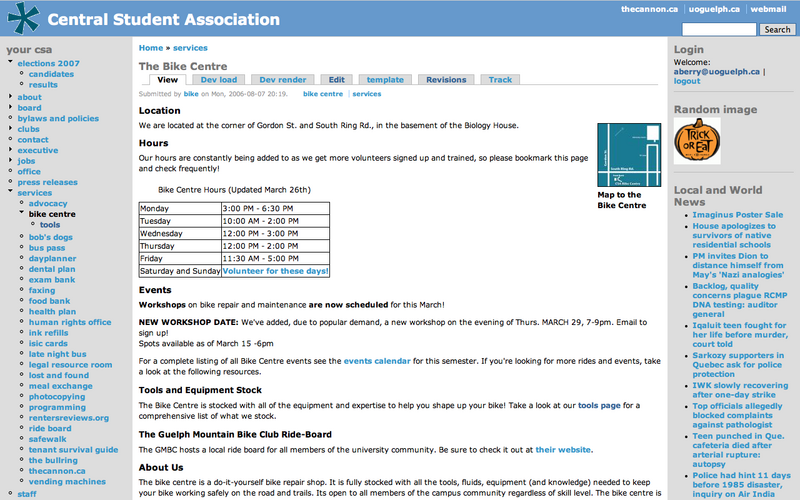 thecannon.ca uoguelph.ca webmail
Central Student Association
Search
your csa
elections 2007
candidates
results
about
board
bylaws and policies
clubs
contact
executive
jobs
office
press releases
services
advocacy
bike centre
tools
bob's dogs
bus pass
dayplanner
dental plan
exam bank
faxing
food bank
health plan
human rights office
ink refills
isic cards
late night bus
legal resource room
lost and found
meal exchange
photocopying
programming
rentersreviews.org
ride board
safewalk
tenant survival guide
the bullring
thecannon.ca
vending machines
staff
Home » services
The Bike Centre
View Dev load Dev render Edit template Revisions Track
Submitted by bike on Mon, 2006-08-07 20:19. bike centre | services
Location
We are located at the corner of Gordon St. and South Ring Rd., in the basement of the Biology House.
Hours
Our hours are constantly being added to as we get more volunteers signed up and trained, so please bookmark this page
and check frequently!
Map to the
Bike Centre
Bike Centre Hours (Updated March 26th)
Monday 3:00 PM - 6:30 PM
Tuesday 10:00 AM - 2:00 PM
Wednesday 12:00 PM - 3:00 PM
Thursday 12:00 PM - 2:00 PM
Friday 11:30 AM - 5:00 PM
Saturday and Sunday Volunteer for these days!
Events
Workshops on bike repair and maintenance are now scheduled for this March!
NEW WORKSHOP DATE: We've added, due to popular demand, a new workshop on the evening of Thurs. MARCH 29, 7-9pm. Email to
sign up!
Spots available as of March 15 -6pm
For a complete listing of all Bike Centre events see the events calendar for this semester. If you're looking for more rides and events, take
a look at the following resources.
Tools and Equipment Stock
The Bike Centre is stocked with all of the equipment and expertise to help you shape up your bike! Take a look at our tools page for a
comprehensive list of what we stock.
The Guelph Mountain Bike Club Ride-Board
The GMBC hosts a local ride board for all members of the university community. Be sure to check it out at their website.
About Us
The bike centre is a do-it-yourself bike repair shop. It is fully stocked with all the tools, fluids, equipment (and know­ledge) needed to keep
your bike working safely on the road and trails. Its open to all members of the campus community regardless of skill level. The bike centre is
Login
Welcome:
aberry@uoguelph.ca |
logout
Random image
TRICK
OR EAT
Local and World
News
Imaginus Poster Sale
House apologizes to
survivors of native
residential schools
PM invites Dion to
distance himself from
May's 'Nazi analogies'
Backlog, quality
concerns plague RCMP
DNA testing: auditor
general
Iqaluit teen fought for
her life before murder,
court told
Sarkozy supporters in
Quebec ask for police
protection
IWK slowly recovering
after one-day strike
Top officials allegedly
blocked complaints
against pathologist
Teen punched in Que.
cafeteria died after
arterial rupture:
autopsy
Police had hint 11 days
before 1985 disaster,
inquiry on Air India